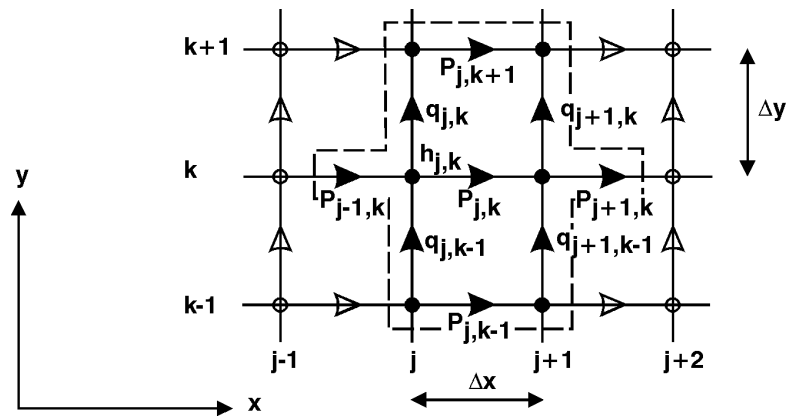 k+1
P j,k+1
q j,k
q j+1,k
Δy
h j,k
k
y
P j-1,k
P j,k
P j+1,k
q j,k-1
q j+1,k-1
k-1
P j,k-1
j-1
j
j+1
j+2
Δx
x